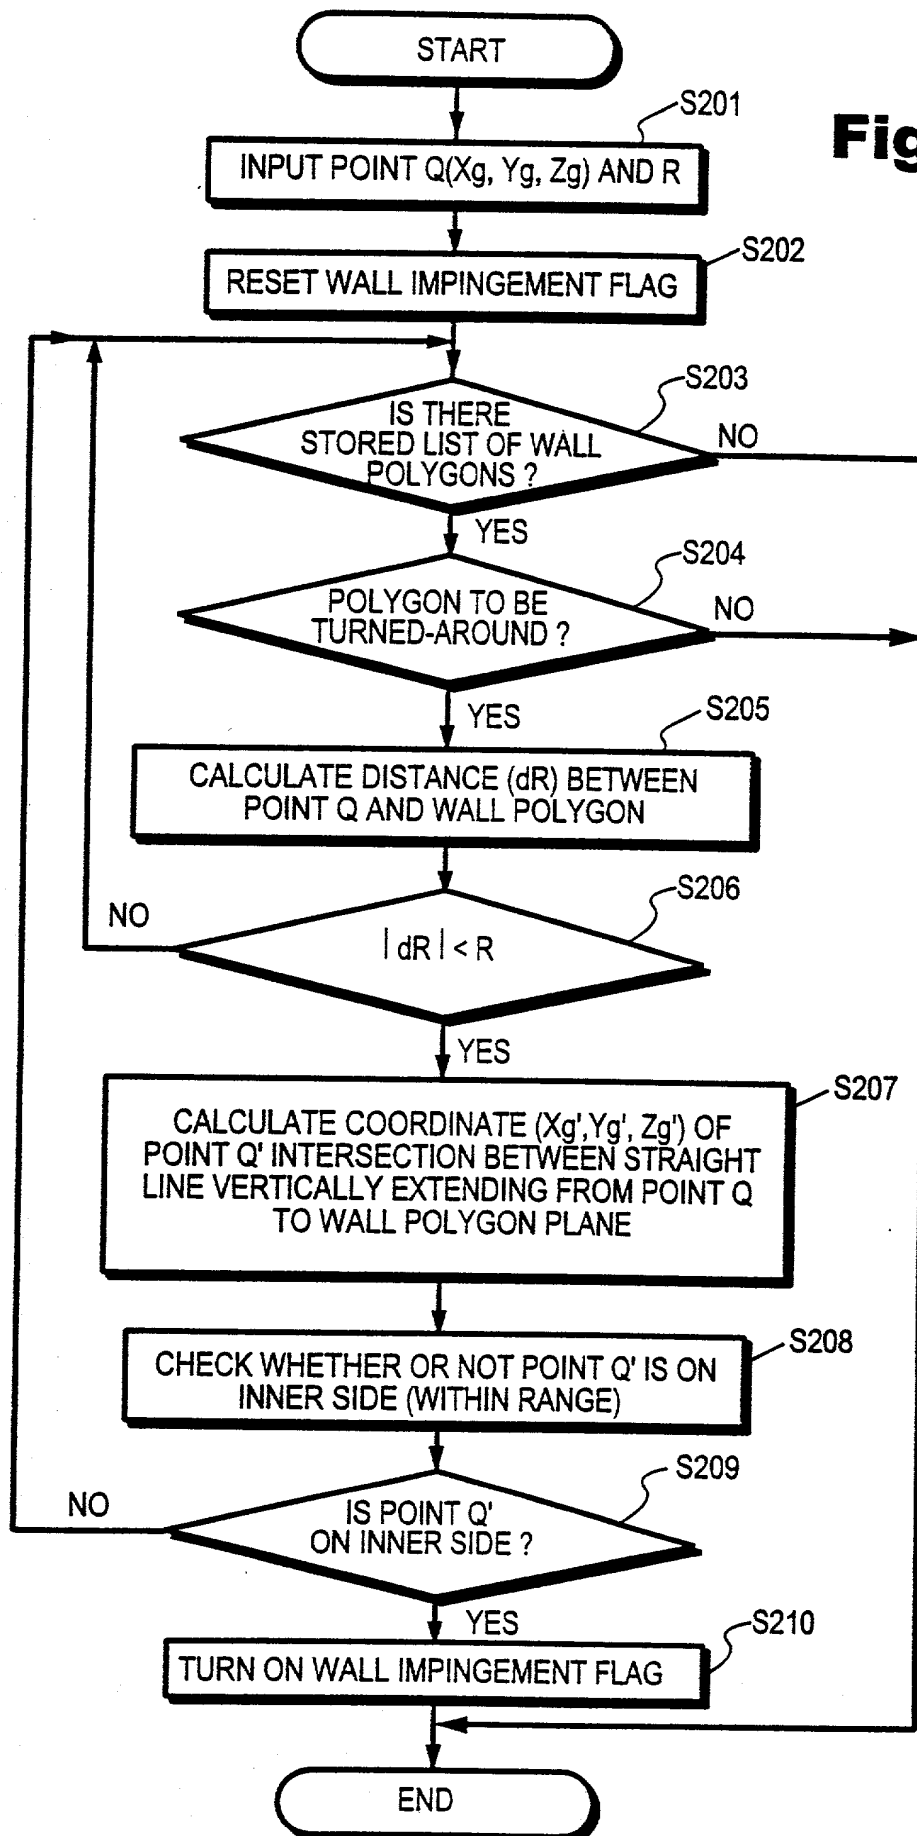 START
S201
Fig
INPUT POINT Q(Xg, Yg, Zg) AND R
S202
RESET WALL IMPINGEMENT FLAG
S203
IS THERE
STORED LIST OF WALL
POLYGONS ?
NO
YES
S204
POLYGON TO BE
TURNED-AROUND ?
NO
YES
S205
CALCULATE DISTANCE (dR) BETWEEN
POINT Q AND WALL POLYGON
S206
NO
| dR | < R
YES
S207
CALCULATE COORDINATE (Xg',Yg', Zg') OF
POINT Q' INTERSECTION BETWEEN STRAIGHT
LINE VERTICALLY EXTENDING FROM POINT Q
TO WALL POLYGON PLANE
S208
CHECK WHETHER OR NOT POINT Q' IS ON
INNER SIDE (WITHIN RANGE)
S209
NO
IS POINT Q'
ON INNER SIDE ?
YES
S210
TURN ON WALL IMPINGEMENT FLAG
END